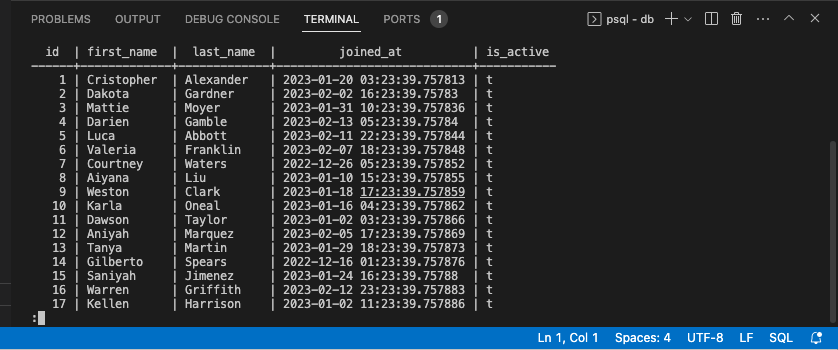 PROBLEMS OUTPUT DEBUG CONSOLE TERMINAL PORTS 1 psql - db
id | first_name | last_name | joined_at | is_active
------+-------------+-------------+----------------------------+-----------
1 | Cristopher | Alexander | 2023-01-20 03:23:39.757813 | t
2 | Dakota | Gardner | 2023-02-02 16:23:39.75783 | t
3 | Mattie | Moyer | 2023-01-31 10:23:39.757836 | t
4 | Darien | Gamble | 2023-02-13 05:23:39.75784 | t
5 | Luca | Abbott | 2023-02-11 22:23:39.757844 | t
6 | Valeria | Franklin | 2023-02-07 18:23:39.757848 | t
7 | Courtney | Waters | 2022-12-26 05:23:39.757852 | t
8 | Aiyana | Liu | 2023-01-10 15:23:39.757855 | t
9 | Weston | Clark | 2023-01-18 17:23:39.757859 | t
10 | Karla | Oneal | 2023-01-16 04:23:39.757862 | t
11 | Dawson | Taylor | 2023-01-02 03:23:39.757866 | t
12 | Aniyah | Marquez | 2023-02-05 17:23:39.757869 | t
13 | Tanya | Martin | 2023-01-29 18:23:39.757873 | t
14 | Gilberto | Spears | 2022-12-16 01:23:39.757876 | t
15 | Saniyah | Jimenez | 2023-01-24 16:23:39.75788 | t
16 | Warren | Griffith | 2023-02-12 23:23:39.757883 | t
17 | Kellen | Harrison | 2023-01-02 11:23:39.757886 | t
:
Ln 1, Col 1 Spaces: 4 UTF-8 LF SQL